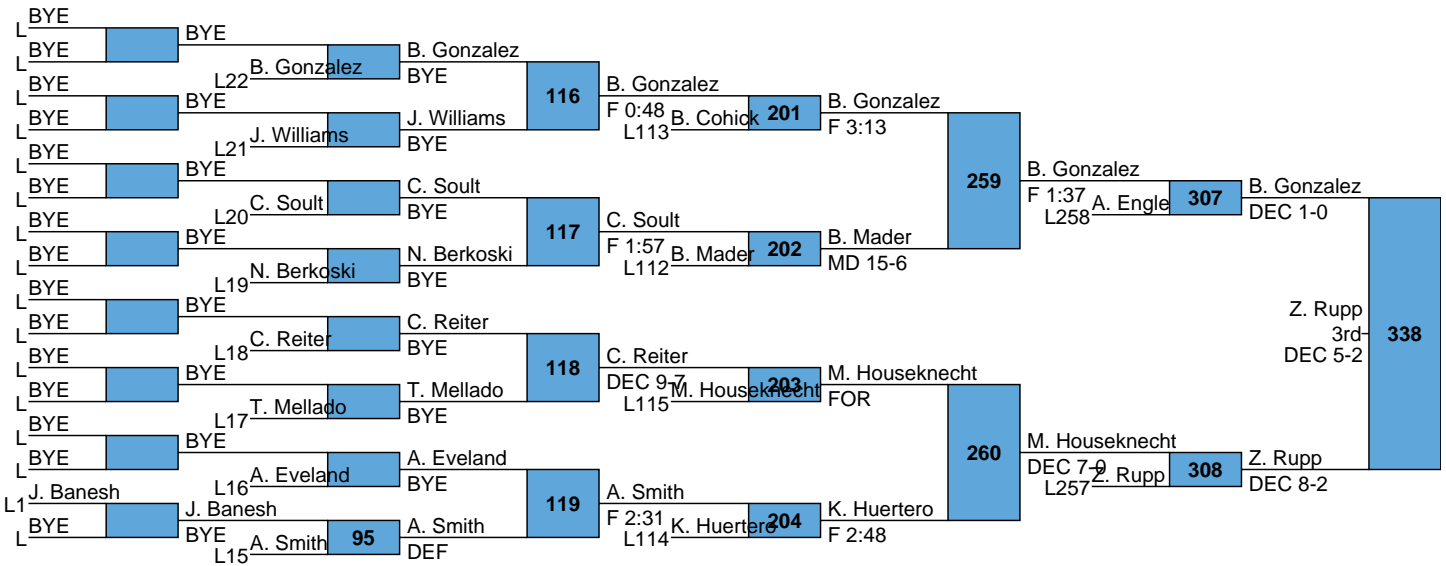 BYE
L
BYE
L
BYE
L
BYE
L
BYE
L
BYE
L
BYE
L
BYE
L
BYE
L
BYE
L
BYE
L
BYE
L
BYE
L
BYE
L
J. Banesh
L1
BYE
L
BYE
L22 B. Gonzalez
BYE
L21 J. Williams
BYE
L20 C. Soult
BYE
L19 N. Berkoski
BYE
L18 C. Reiter
BYE
L17 T. Mellado
BYE
L16 A. Eveland
J. Banesh
BYE
L15 A. Smith
95
B. Gonzalez
BYE
J. Williams
BYE
C. Soult
BYE
N. Berkoski
BYE
C. Reiter
BYE
T. Mellado
BYE
A. Eveland
BYE
A. Smith
DEF
116
117
118
119
B. Gonzalez
F 0:48
L113 B. Cohick
201
C. Soult
F 1:57
L112 B. Mader
202
C. Reiter
DEC 9-7
L115 M. Houseknecht
203
A. Smith
F 2:31
L114 K. Huertero
204
B. Gonzalez
F 3:13
B. Mader
MD 15-6
M. Houseknecht
FOR
K. Huertero
F 2:48
259
260
B. Gonzalez
F 1:37
L258 A. Engle
307
M. Houseknecht
DEC 7-0
L257 Z. Rupp
308
B. Gonzalez
DEC 1-0
Z. Rupp
DEC 8-2
Z. Rupp
3rd
DEC 5-2
338